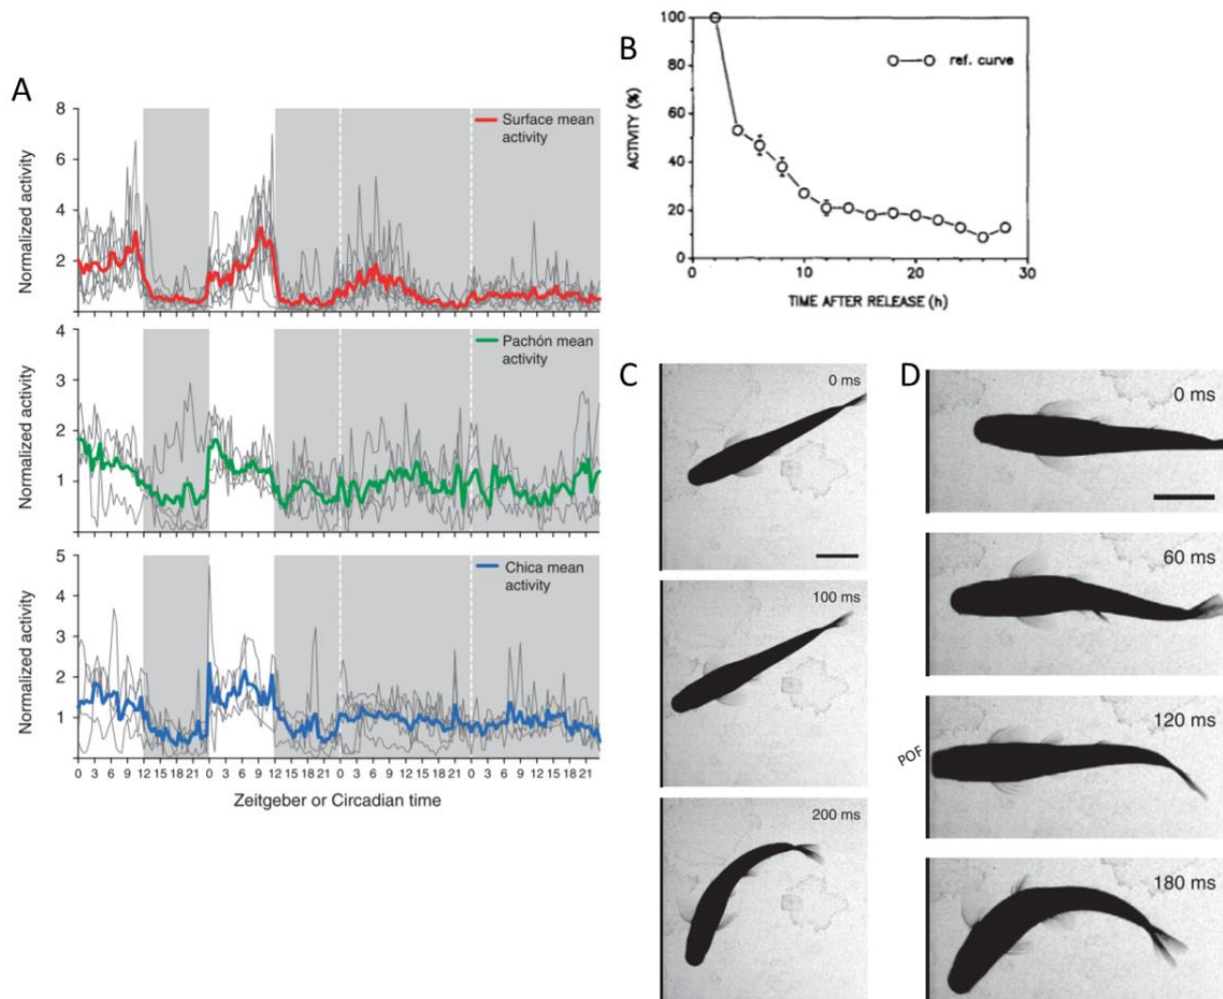 A
8
6
4
2
Normalized activity
Surface mean
activity
4
3
2
1
Normalized activity
Pachón mean
activity
5
4
3
2
1
Normalized activity
Chica mean
activity
0 3 6 9 12 15 18 21 0 3 6 9 12 15 18 21 0 3 6 9 12 15 18 21 0 3 6 9 12 15 18 21
Zeitgeber or Circadian time
B
100
80
60
40
20
0
ACTIVITY (%)
ref. curve
0 10 20 30
TIME AFTER RELEASE (h)
C
0 ms
100 ms
200 ms
D
0 ms
60 ms
120 ms
POF
180 ms